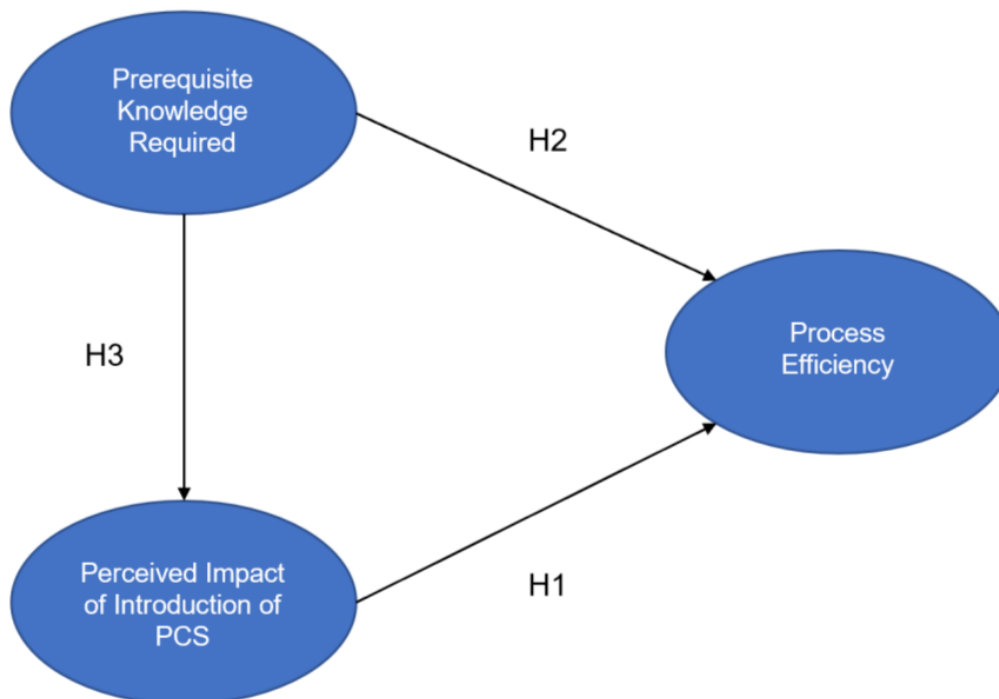 Prerequisite
Knowledge
Required
H2
Process
Efficiency
H3
Perceived Impact
of Introduction of
PCS
H1